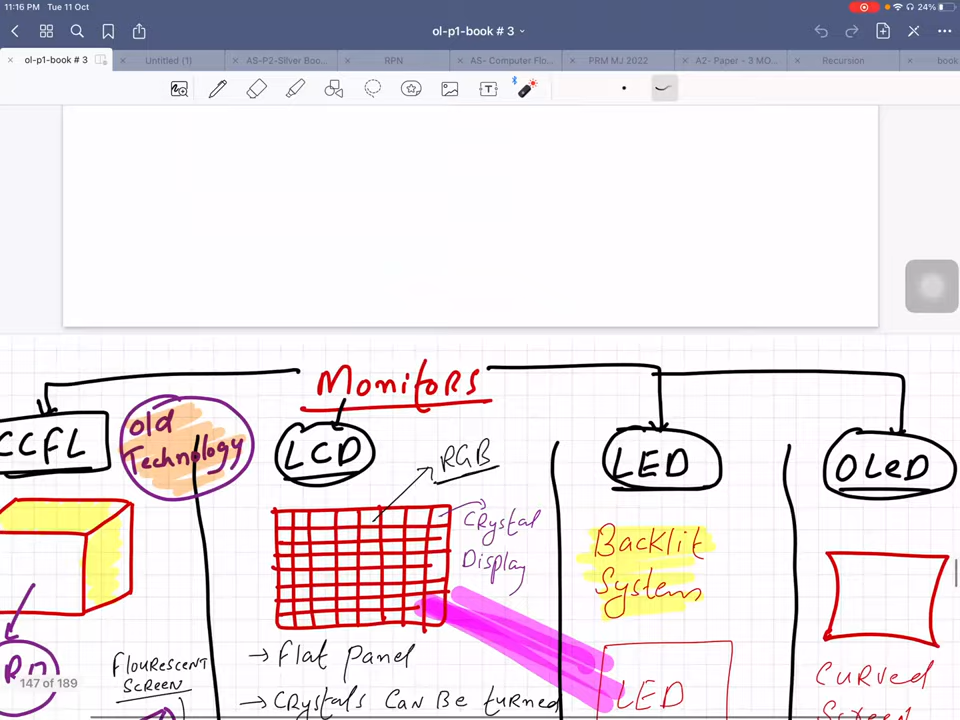 11:16 PM Tue 11 Oct
24%
ol-p1-book # 3
ol-p1-book # 3
Untitled (1)
AS-P2-Silver Boo...
RPN
AS- Computer Flo...
PRM MJ 2022
A2- Paper - 3 MO...
Recursion
book
Monitors
CCFL
Old
Technology
LCD
RGB
LED
OLED
Crystal
Display
Backlit
System
Flourescent
Screen
147 of 189
→ Flat Panel
→ Crystals Can Be turned
LED
Curved
Screen